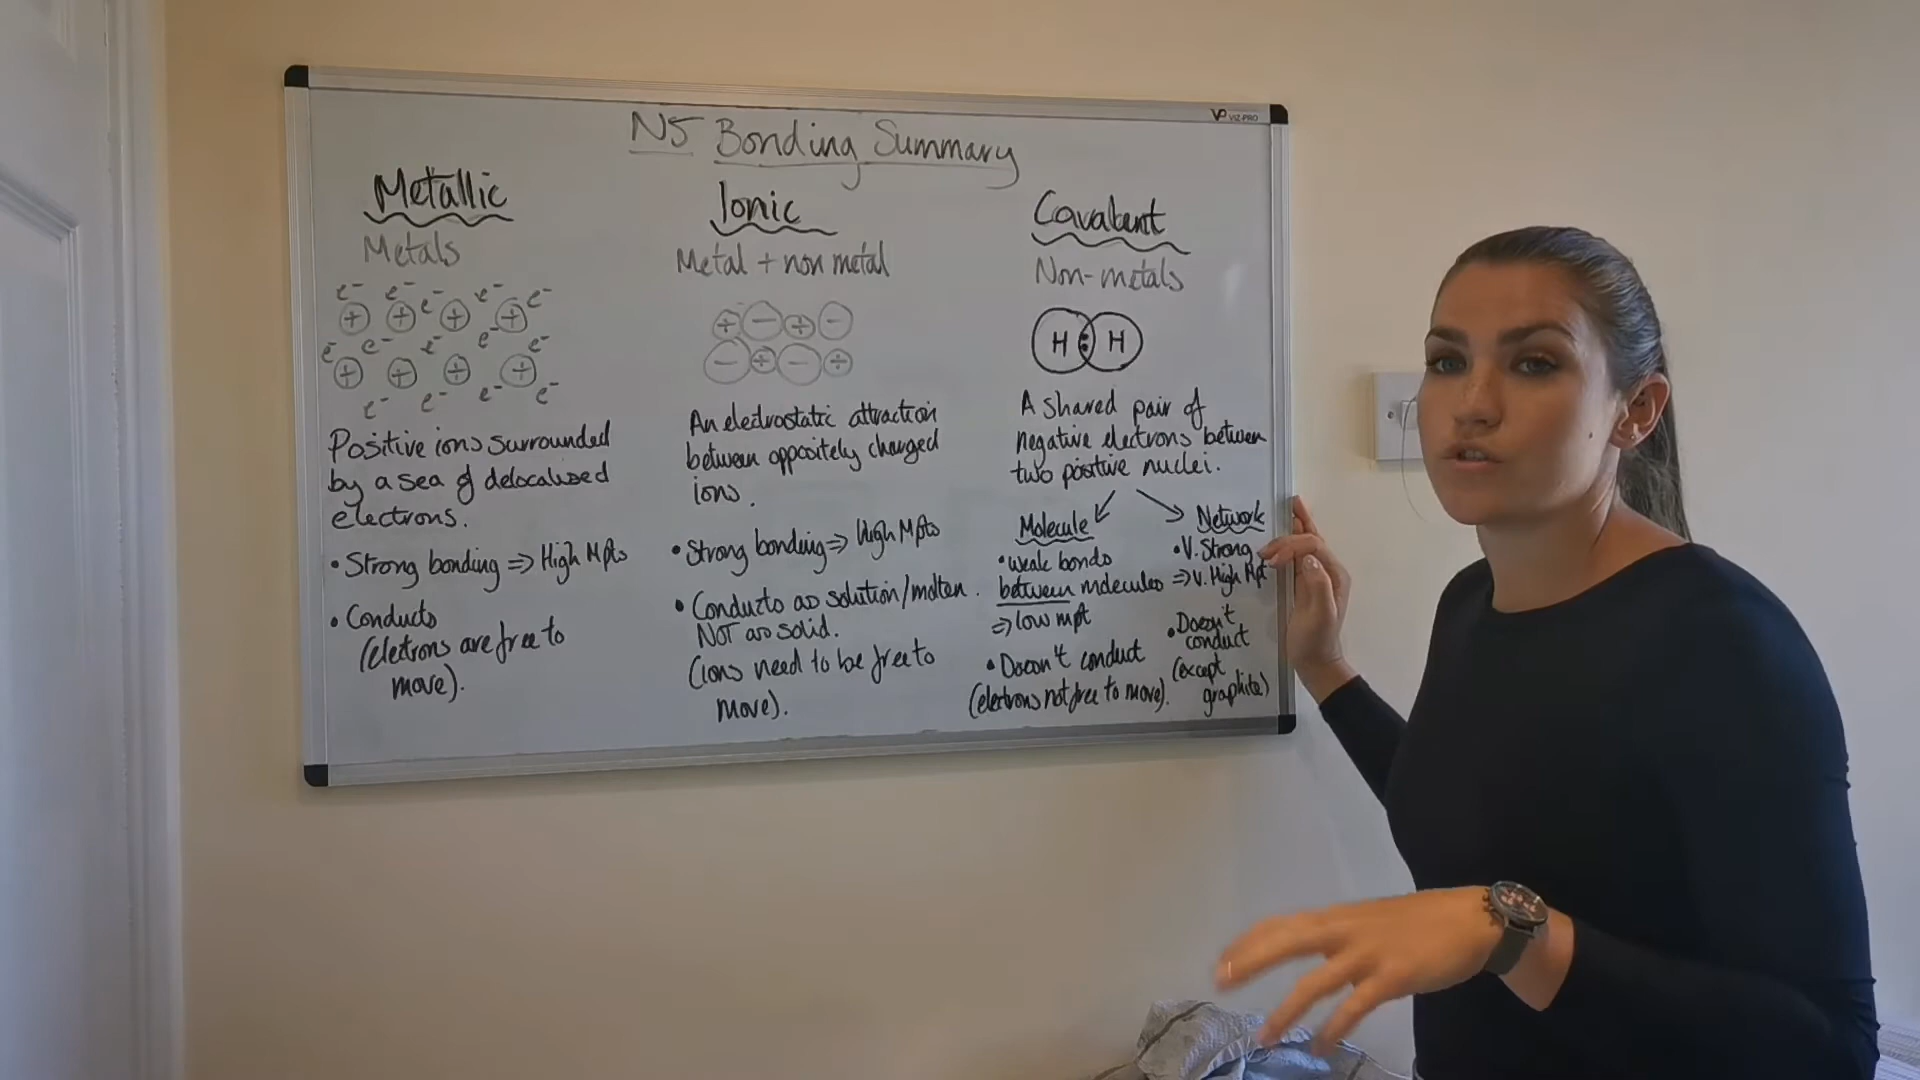 VP VIZ-PRO
N5 Bonding Summary
Metallic
Metals
e- e- e- e- e-
+ + + +
e- e- e- e- e-
+ + + +
e- e- e- e-
Positive ions surrounded
by a sea of delocalised
electrons.
• Strong bonding ⇒ High Mpts
• Conducts
(eletrons are free to
move).
Ionic
Metal + non metal
+ - + -
- + - +
An electrostatic attraction
between oppositely charged
ions.
• Strong bonding ⇒ High Mpts
• Conducts as solution/molten.
NOT as solid.
(ions need to be free to
move).
Covalent
Non-metals
H : H
A shared pair of
negative electrons between
two positive nuclei.
Molecule
• weak bonds
between molecules
⇒ low mpt
• Doesn't conduct
(elertrons not free to move).
Network
• V. Strong
⇒ V. High Mpt
• Doesn't
conduct
(except
graphite)